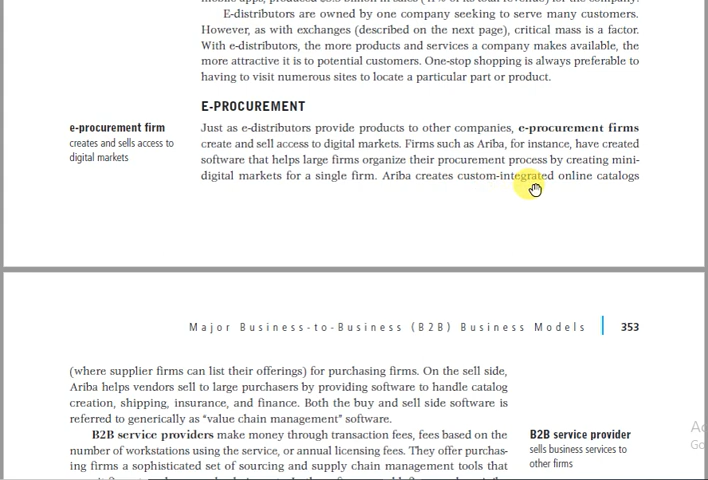 E-distributors are owned by one company seeking to serve many customers.
However, as with exchanges (described on the next page), critical mass is a factor.
With e-distributors, the more products and services a company makes available, the
more attractive it is to potential customers. One-stop shopping is always preferable to
having to visit numerous sites to locate a particular part or product.
E-PROCUREMENT
e-procurement firm
creates and sells access to
digital markets
Just as e-distributors provide products to other companies, e-procurement firms
create and sell access to digital markets. Firms such as Ariba, for instance, have created
software that helps large firms organize their procurement process by creating mini-
digital markets for a single firm. Ariba creates custom-integrated online catalogs
Major Business-to-Business (B2B) Business Models 353
(where supplier firms can list their offerings) for purchasing firms. On the sell side,
Ariba helps vendors sell to large purchasers by providing software to handle catalog
creation, shipping, insurance, and finance. Both the buy and sell side software is
referred to generically as “value chain management” software.
B2B service providers make money through transaction fees, fees based on the
number of workstations using the service, or annual licensing fees. They offer purchas-
ing firms a sophisticated set of sourcing and supply chain management tools that
B2B service provider
sells business services to
other firms